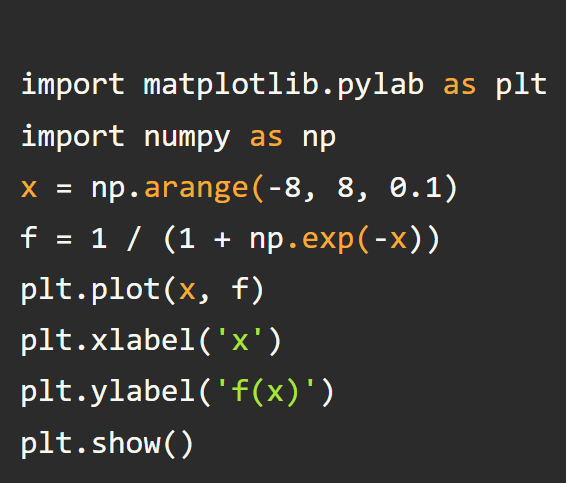 import matplotlib.pylab as plt
import numpy as np
x = np.arange(-8, 8, 0.1)
f = 1 / (1 + np.exp(-x))
plt.plot(x, f)
plt.xlabel('x')
plt.ylabel('f(x)')
plt.show()